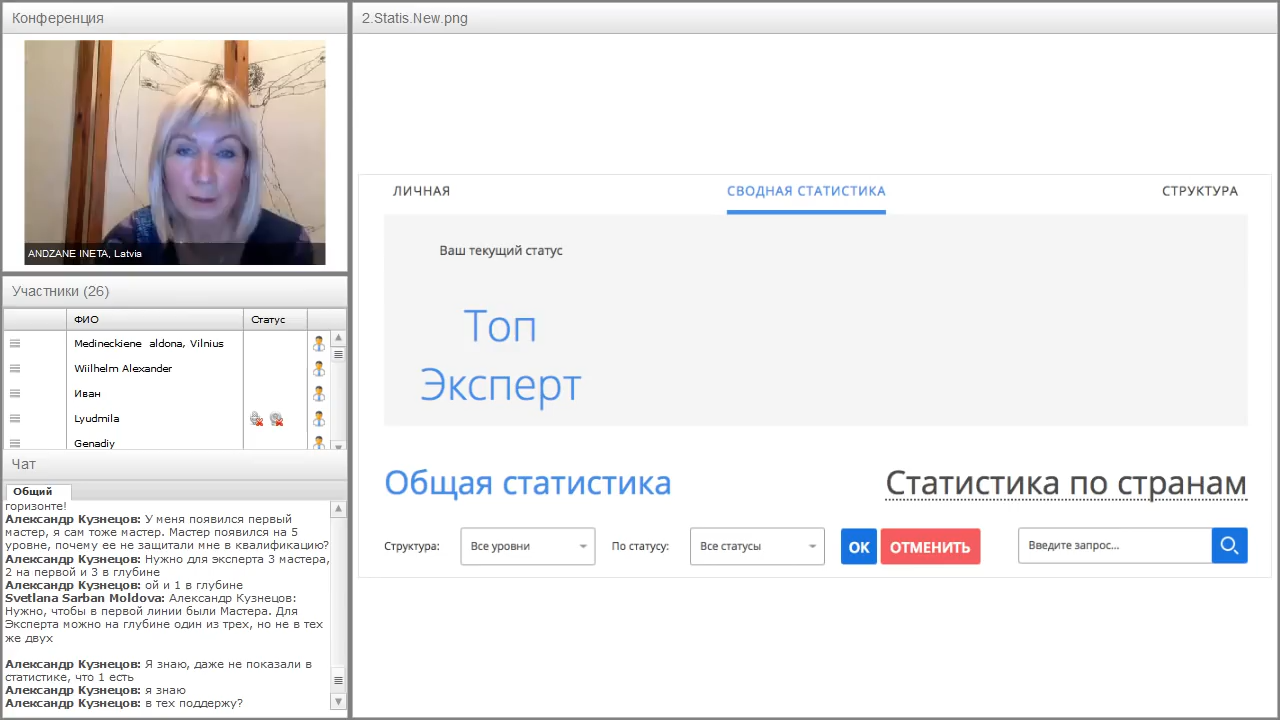 Конференция
ANDZANE INETA, Latvia
Участники (26)
ФИО Статус
Medineckiene aldona, Vilnius
Wiilhelm Alexander
Иван
Lyudmila
Genadiy
Чат
Общий
горизонте!
Александр Кузнецов: У меня появился первый
мастер, я сам тоже мастер. Мастер появился на 5
уровне, почему ее не защитали мне в квалификацию?
Александр Кузнецов: Нужно для эксперта 3 мастера,
2 на первой и 3 в глубине
Александр Кузнецов: ой и 1 в глубине
Svetlana Sarban Moldova: Александр Кузнецов:
Нужно, чтобы в первой линии были Мастера. Для
Эксперта можно на глубине один из трех, но не в тех
же двух
Александр Кузнецов: Я знаю, даже не показали в
статистике, что 1 есть
Александр Кузнецов: я знаю
Александр Кузнецов: в тех поддержу?
2.Statis.New.png
ЛИЧНАЯ СВОДНАЯ СТАТИСТИКА СТРУКТУРА
Ваш текущий статус
Топ
Эксперт
Общая статистика Статистика по странам
Структура: Все уровни По статусу: Все статусы ОК ОТМЕНИТЬ Введите запрос...